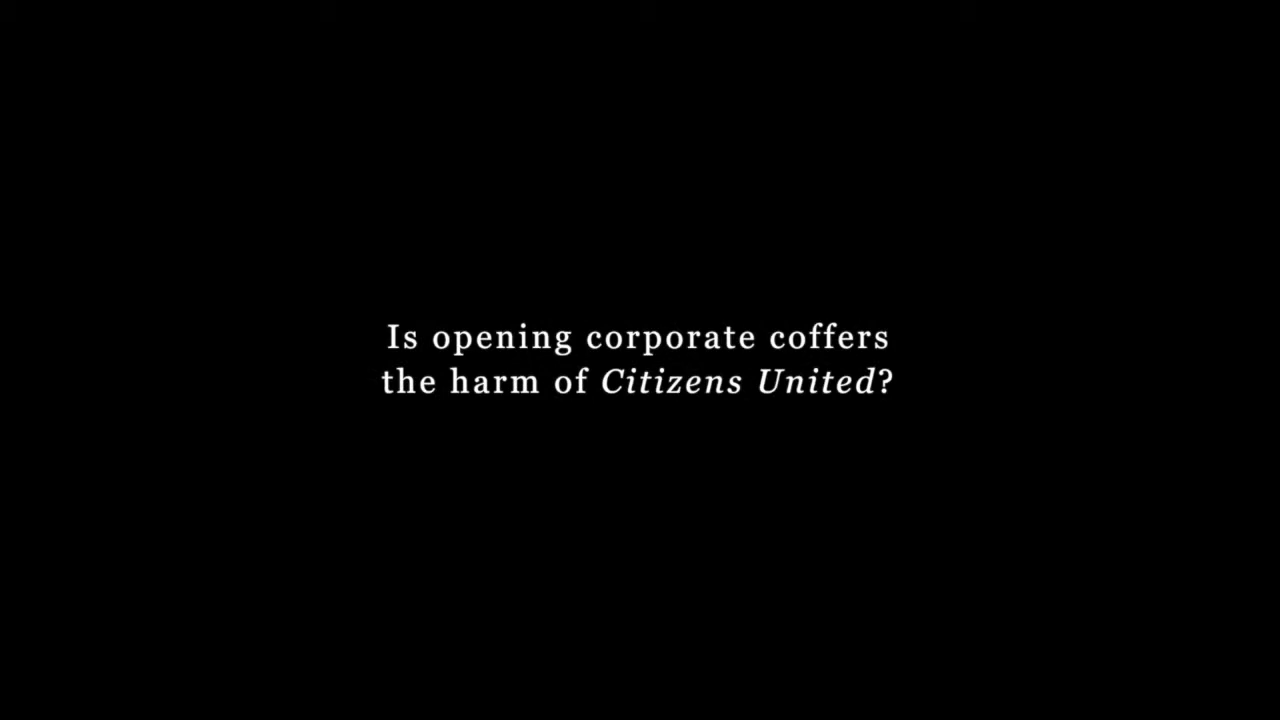 Is opening corporate coffers
the harm of Citizens United?